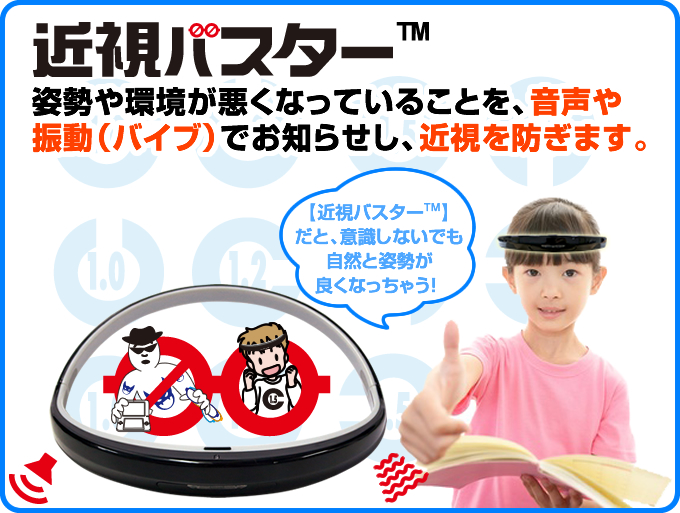 近視バスター™
姿勢や環境が悪くなっていることを、音声や
振動（バイブ）でお知らせし、近視を防ぎます。
【近視バスター™】
だと、意識しないでも
自然と姿勢が
良くなっちゃう！
1.0
1.2
1.5